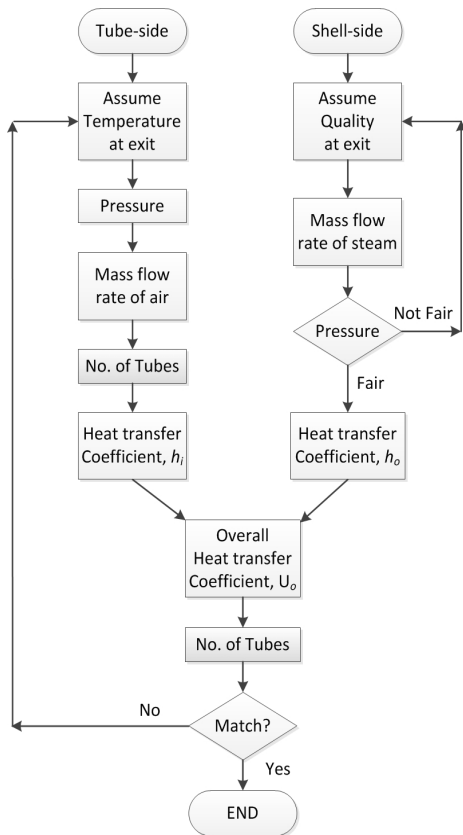 Tube-side
Shell-side
Assume
Temperature
at exit
Assume
Quality
at exit
Pressure
Mass flow
rate of steam
Mass flow
rate of air
Pressure
Not Fair
No. of Tubes
Fair
Heat transfer
Coefficient, hi
Heat transfer
Coefficient, ho
Overall
Heat transfer
Coefficient, Uo
No. of Tubes
No
Match?
Yes
END